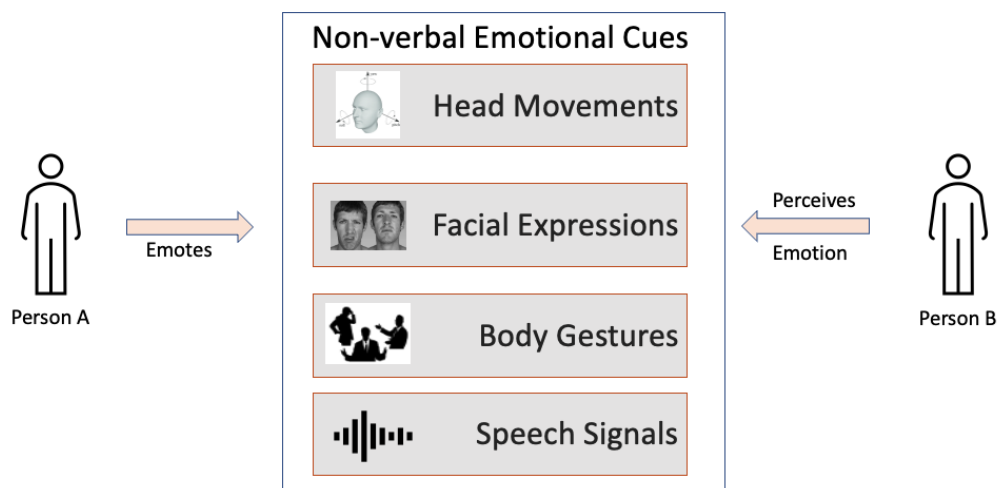 Non-verbal Emotional Cues
Head Movements
Facial Expressions
Body Gestures
Speech Signals
Emotes
Person A
Perceives
Emotion
Person B